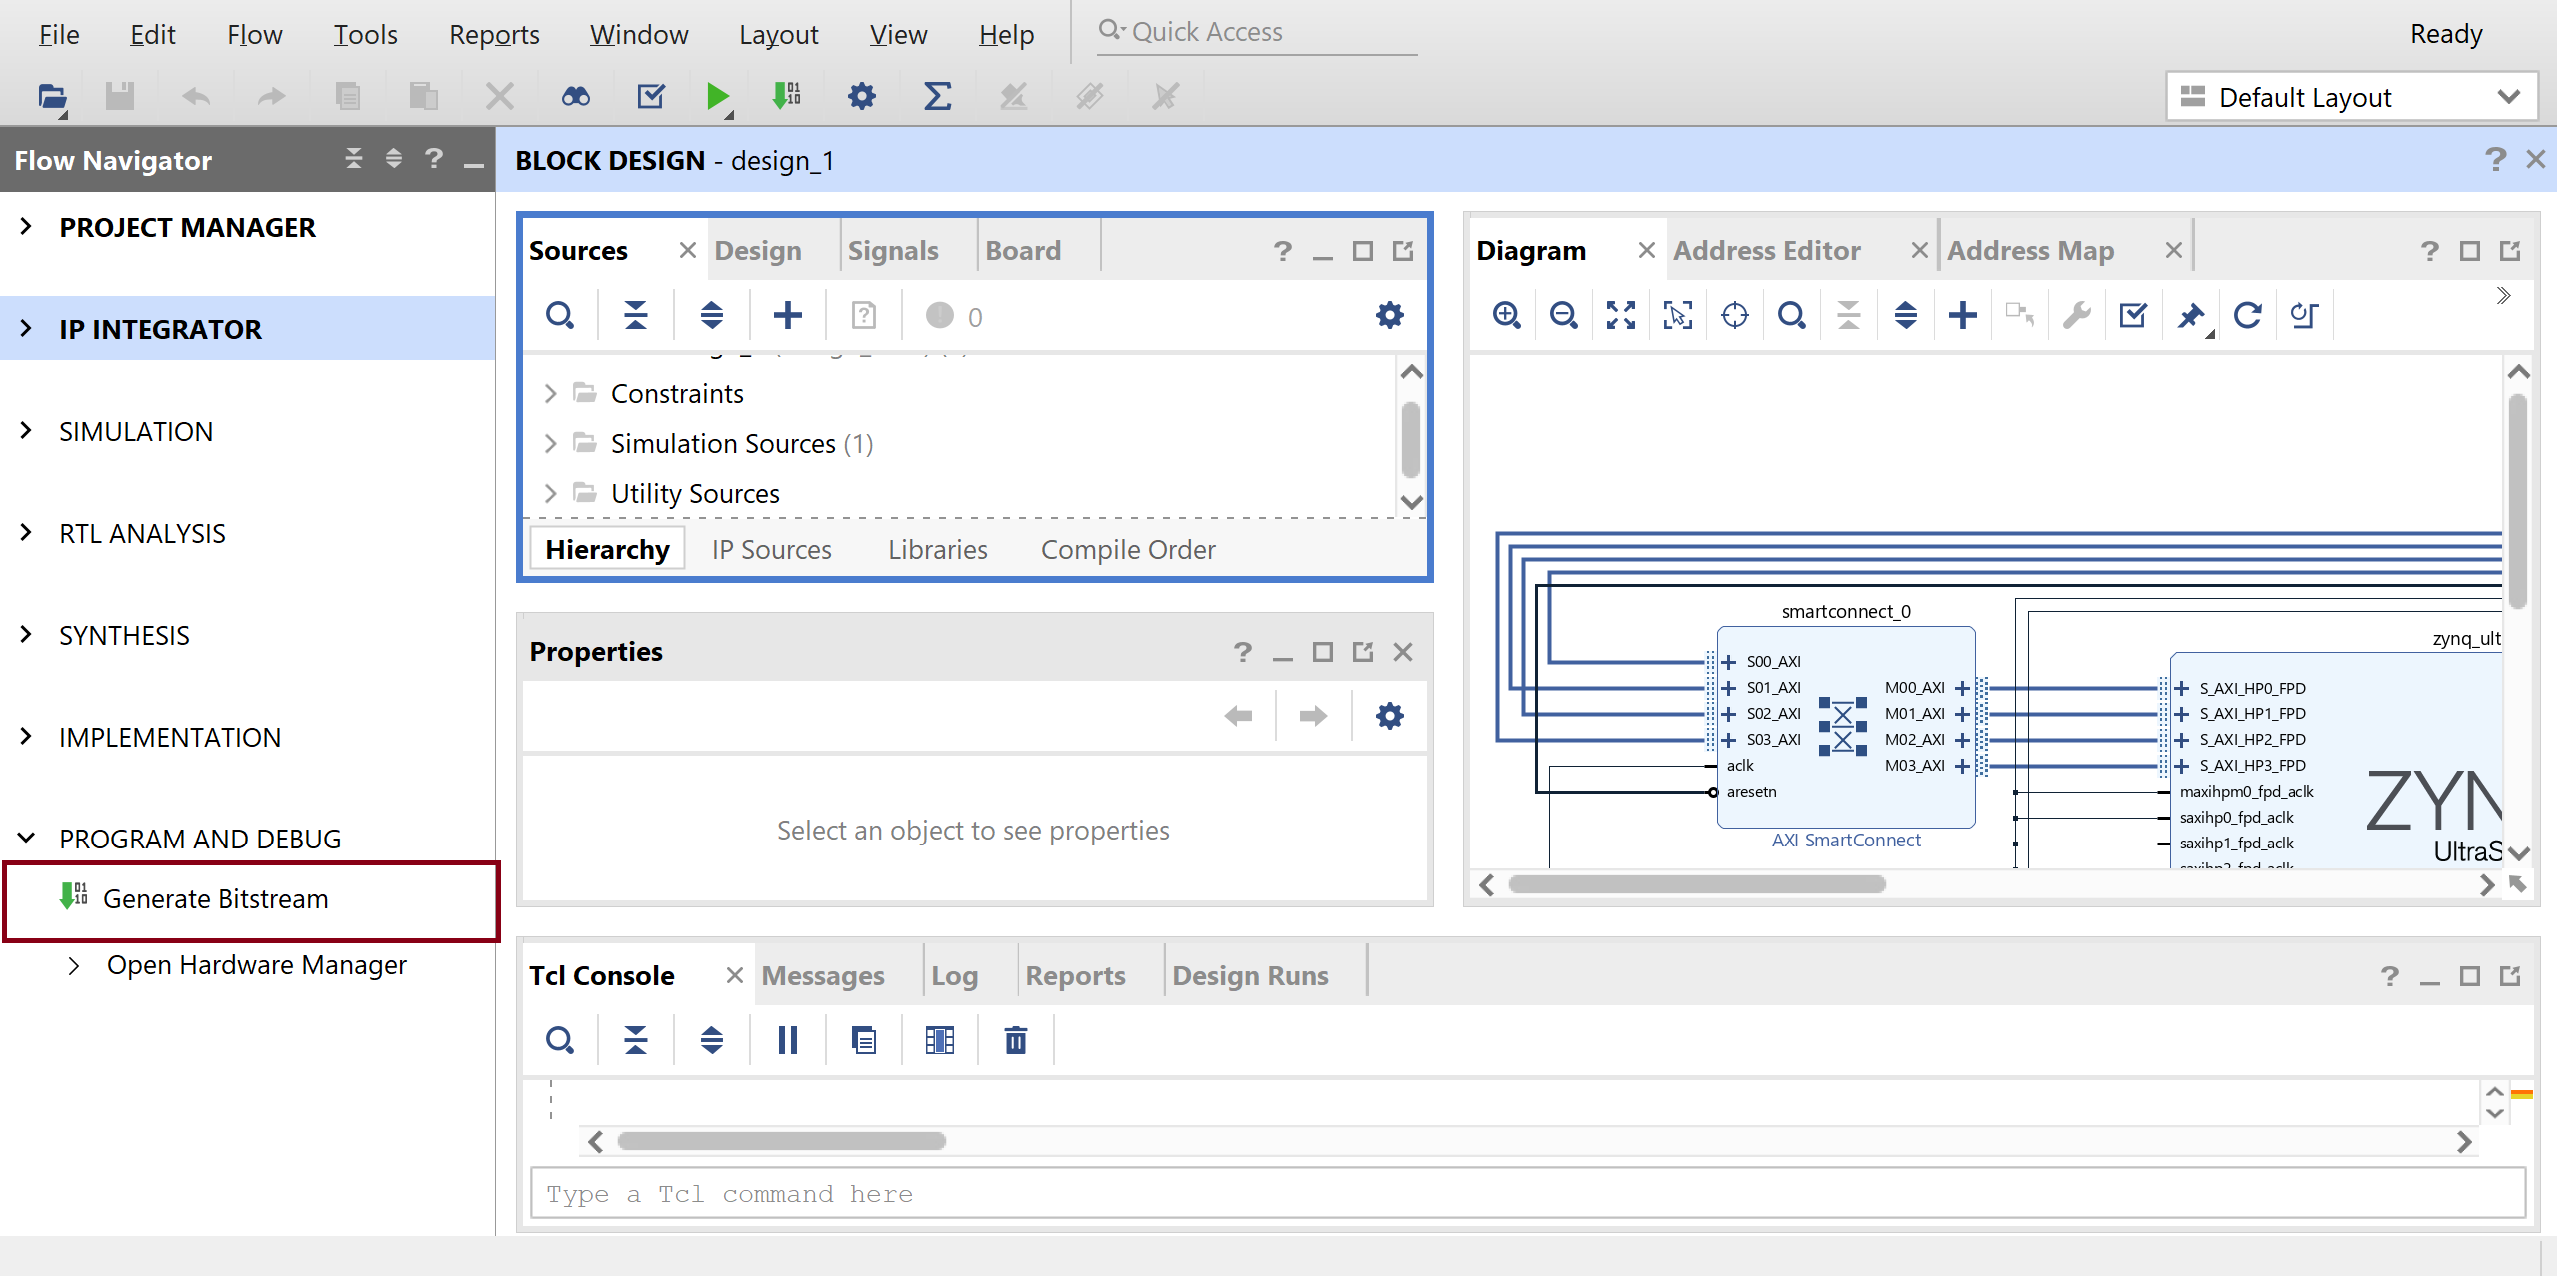 File Edit Flow Tools Reports Window Layout View Help Quick Access Ready
Default Layout
Flow Navigator
BLOCK DESIGN - design_1
PROJECT MANAGER
IP INTEGRATOR
SIMULATION
RTL ANALYSIS
SYNTHESIS
IMPLEMENTATION
PROGRAM AND DEBUG
Generate Bitstream
Open Hardware Manager
Sources Design Signals Board
0
Constraints
Simulation Sources (1)
Utility Sources
Hierarchy IP Sources Libraries Compile Order
Properties
Select an object to see properties
Diagram Address Editor Address Map
smartconnect_0
S00_AXI
S01_AXI
S02_AXI
S03_AXI
aclk
aresetn
M00_AXI
M01_AXI
M02_AXI
M03_AXI
AXI SmartConnect
zynq_ult
S_AXI_HP0_FPD
S_AXI_HP1_FPD
S_AXI_HP2_FPD
S_AXI_HP3_FPD
maxihpm0_fpd_aclk
saxihp0_fpd_aclk
saxihp1_fpd_aclk
saxihp2_fpd_aclk
ZYN
UltraS
Tcl Console Messages Log Reports Design Runs
Type a Tcl command here